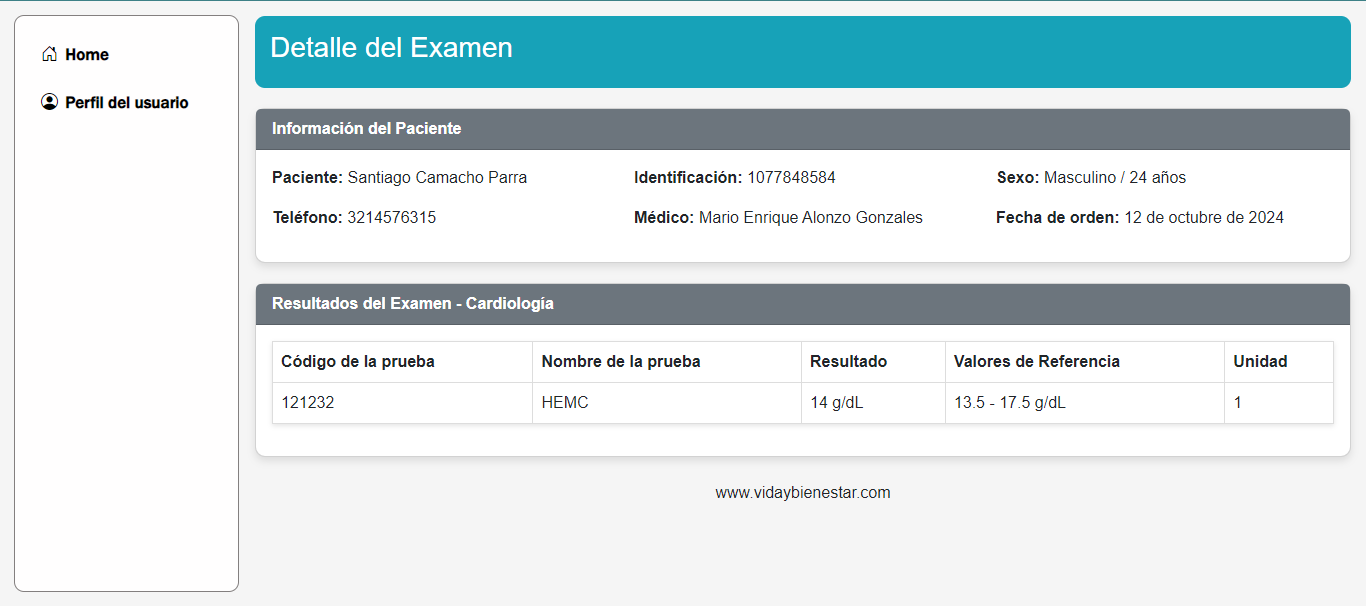 Home
Perfil del usuario
Detalle del Examen
Información del Paciente
Paciente: Santiago Camacho Parra Identificación: 1077848584 Sexo: Masculino / 24 años
Teléfono: 3214576315 Médico: Mario Enrique Alonzo Gonzales Fecha de orden: 12 de octubre de 2024
Resultados del Examen - Cardiología
Código de la prueba Nombre de la prueba Resultado Valores de Referencia Unidad
121232 HEMC 14 g/dL 13.5 - 17.5 g/dL 1
www.vidaybienestar.com